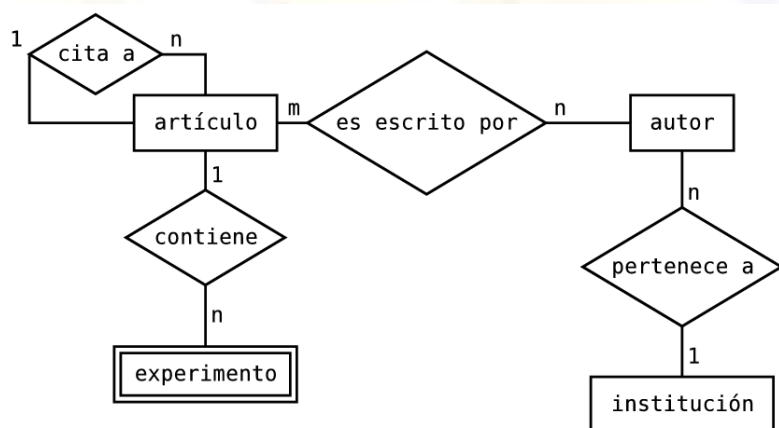 1
cita a
n
artículo
m
es escrito por
n
autor
1
contiene
n
experimento
n
pertenece a
1
institución